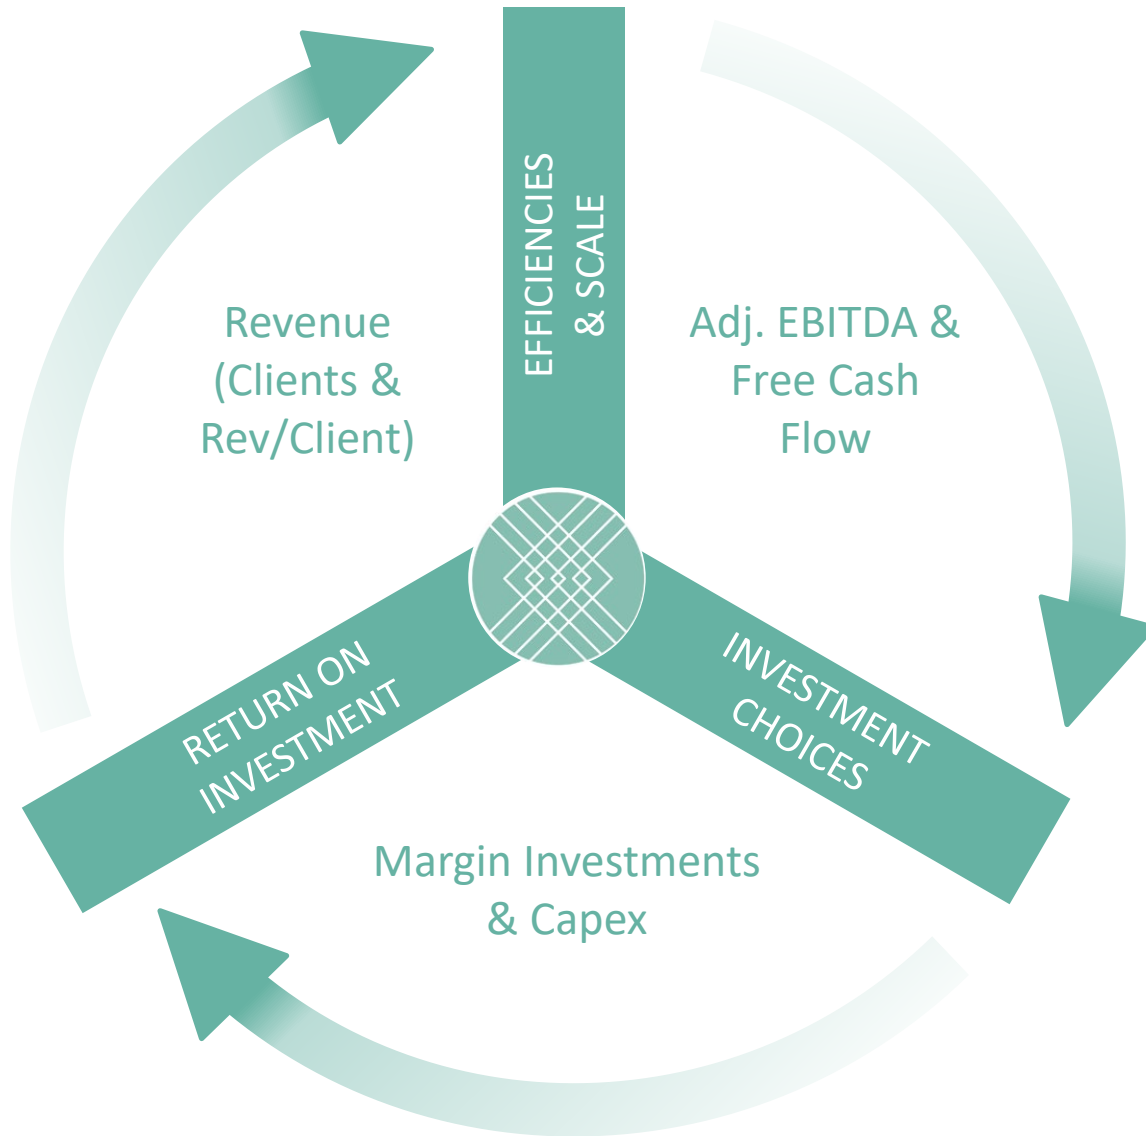 EFFICIENCIES
& SCALE
Revenue
(Clients &
Rev/Client)
Adj. EBITDA &
Free Cash
Flow
RETURN ON
INVESTMENT
INVESTMENT
CHOICES
Margin Investments
& Capex